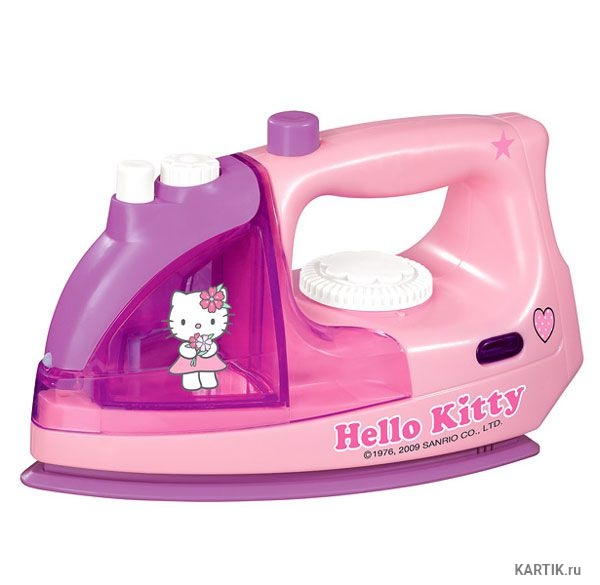 Hello Kitty
©1976, 2009 SANRIO CO., LTD.
KARTIK.ru